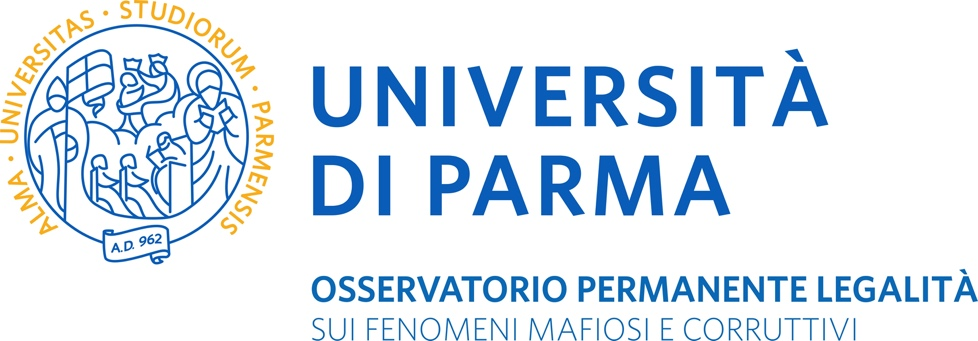 ALMA · UNIVERSITAS · STUDIORUM · PARMENSIS
A.D. 962
UNIVERSITÀ
DI PARMA
OSSERVATORIO PERMANENTE LEGALITÀ
SUI FENOMENI MAFIOSI E CORRUTTIVI